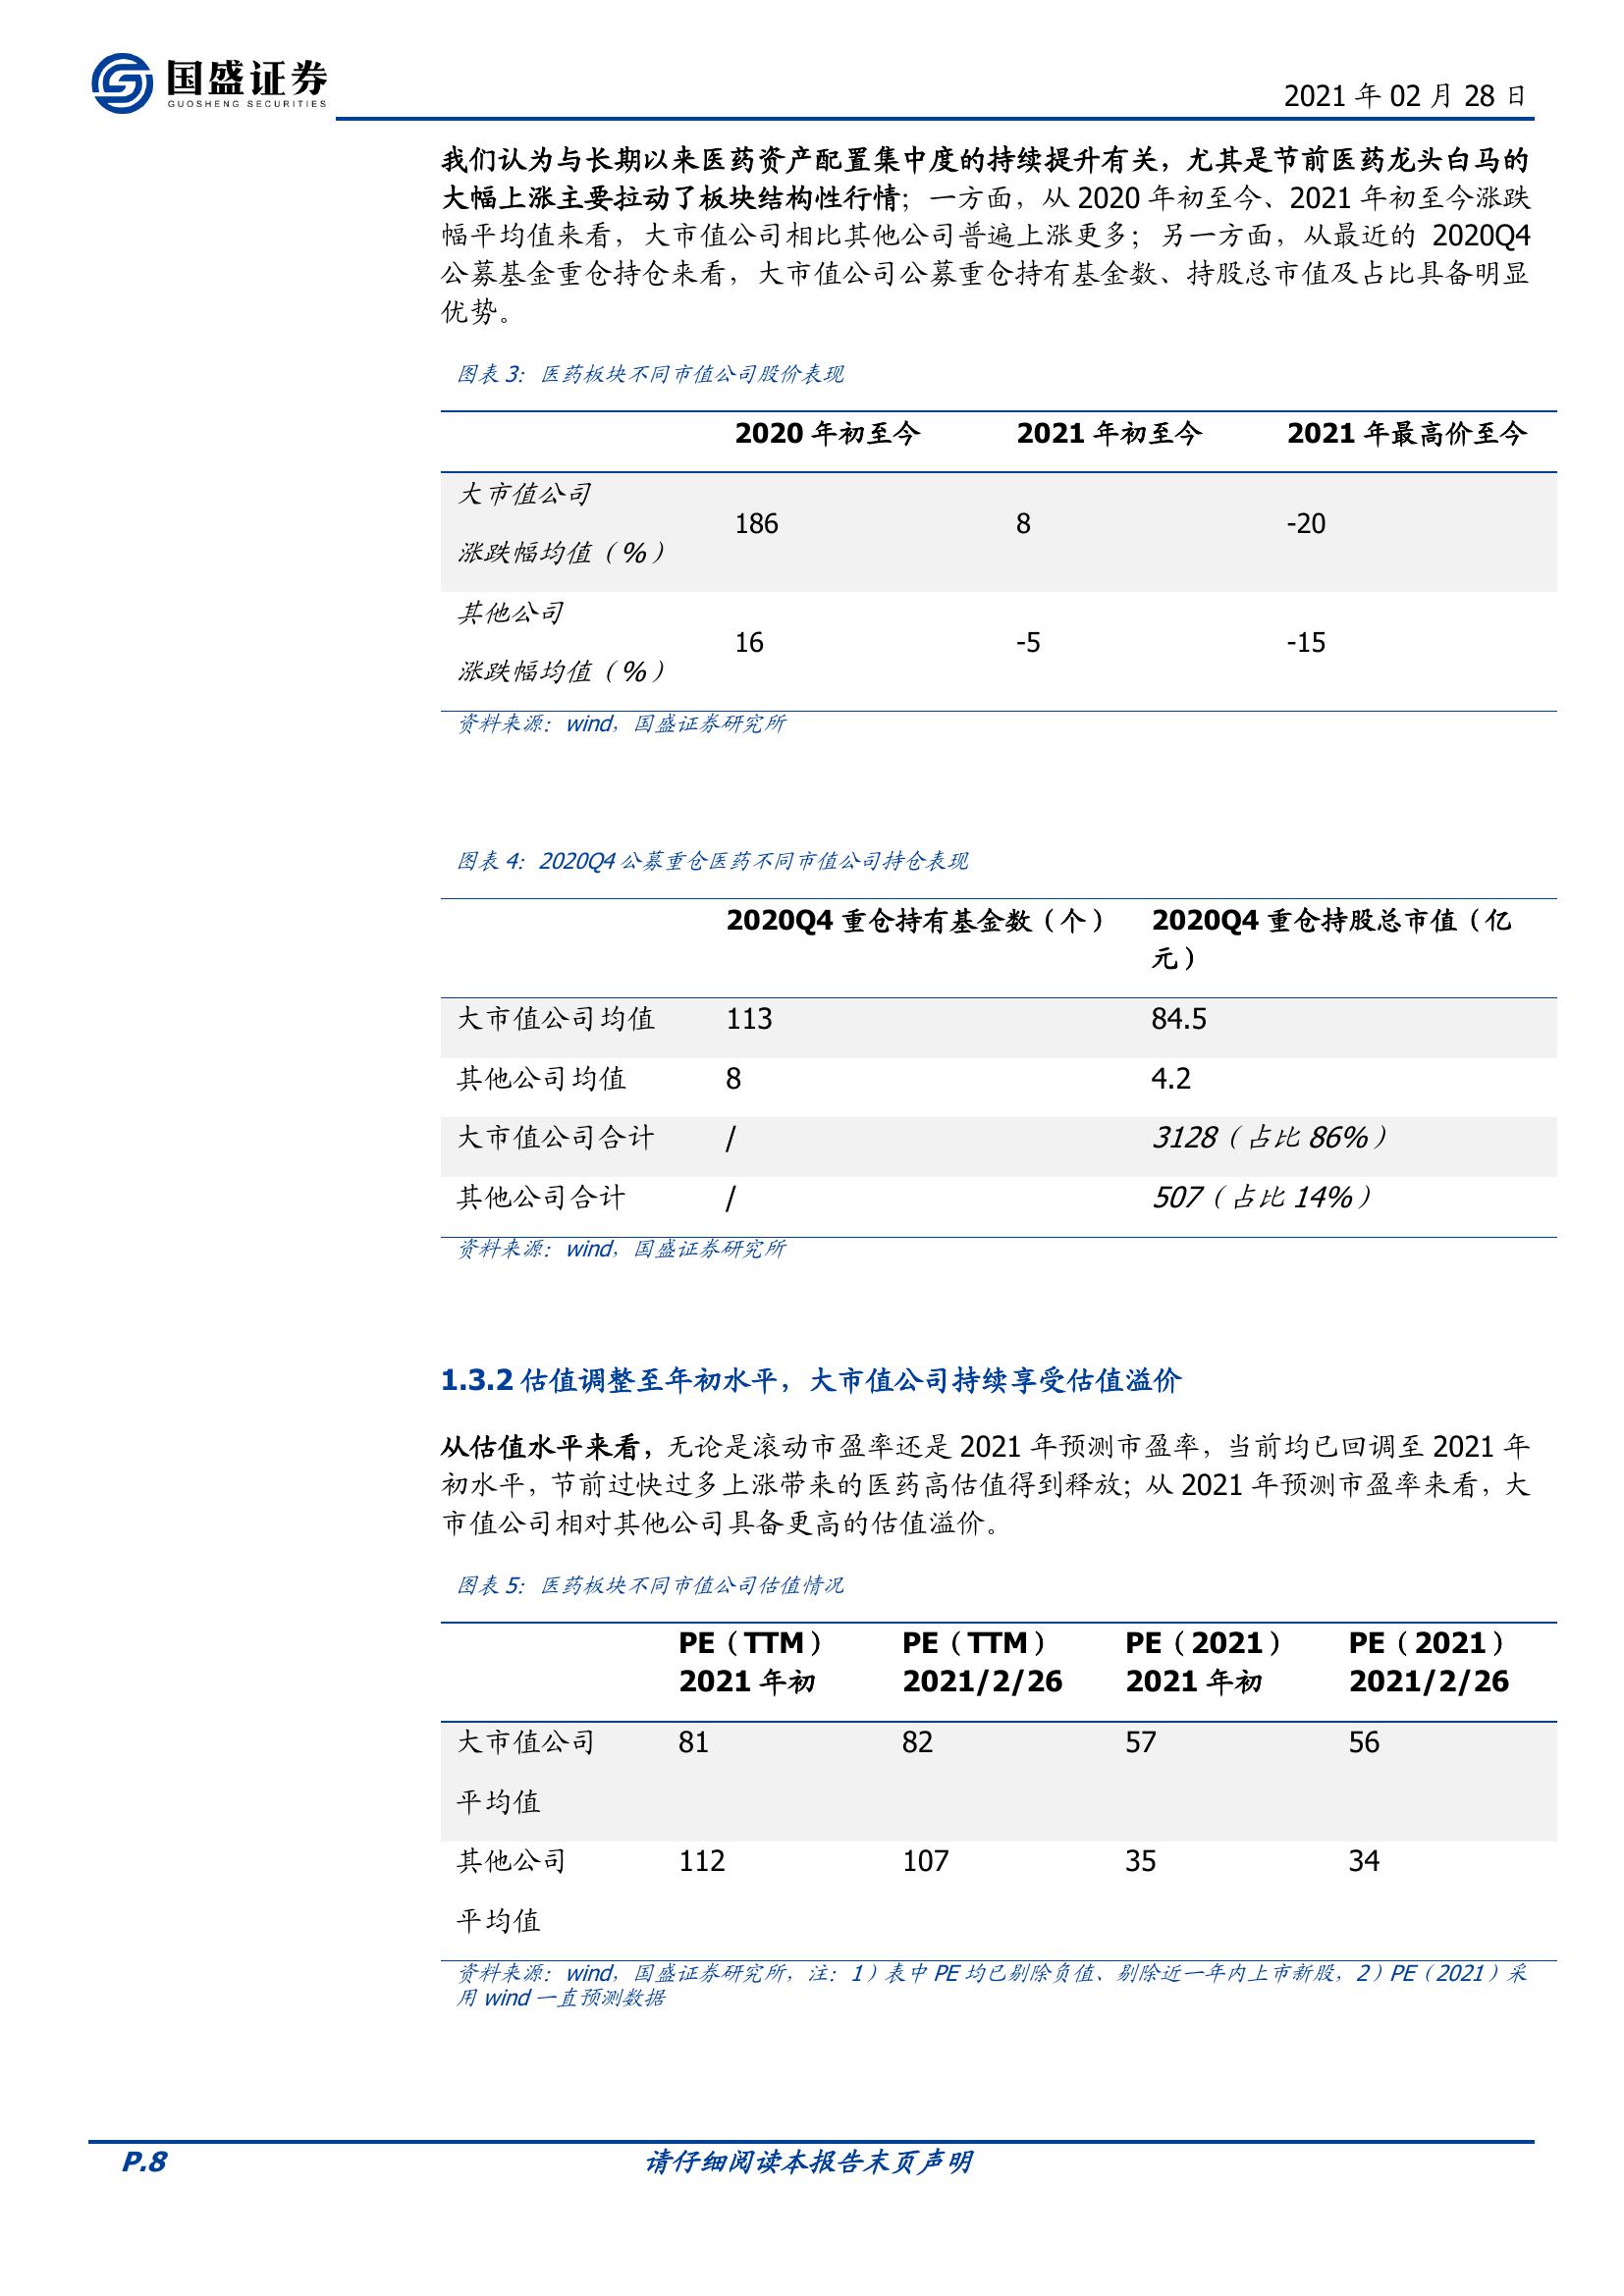 国盛证券
GUOSHENG SECURITIES
2021 年 02 月 28 日
我们认为与长期以来医药资产配置集中度的持续提升有关，尤其是节前医药龙头白马的
大幅上涨主要拉动了板块结构性行情；一方面，从 2020 年初至今、2021 年初至今涨跌
幅平均值来看，大市值公司相比其他公司普遍上涨更多；另一方面，从最近的 2020Q4
公募基金重仓持仓来看，大市值公司公募重仓持有基金数、持股总市值及占比具备明显
优势。
图表 3：医药板块不同市值公司股价表现
2020 年初至今 2021 年初至今 2021 年最高价至今
大市值公司
涨跌幅均值（%） 186 8 -20
其他公司
涨跌幅均值（%） 16 -5 -15
资料来源：wind，国盛证券研究所
图表 4：2020Q4 公募重仓医药不同市值公司持仓表现
2020Q4 重仓持有基金数（个） 2020Q4 重仓持股总市值（亿
元）
大市值公司均值 113 84.5
其他公司均值 8 4.2
大市值公司合计 / 3128（占比 86%）
其他公司合计 / 507（占比 14%）
资料来源：wind，国盛证券研究所
1.3.2 估值调整至年初水平，大市值公司持续享受估值溢价
从估值水平来看，无论是滚动市盈率还是 2021 年预测市盈率，当前均已回调至 2021 年
初水平，节前过快过多上涨带来的医药高估值得到释放；从 2021 年预测市盈率来看，大
市值公司相对其他公司具备更高的估值溢价。
图表 5：医药板块不同市值公司估值情况
PE（TTM） PE（TTM） PE（2021） PE（2021）
2021 年初 2021/2/26 2021 年初 2021/2/26
大市值公司 81 82 57 56
平均值
其他公司 112 107 35 34
平均值
资料来源：wind，国盛证券研究所，注：1）表中 PE 均已剔除负值、剔除近一年内上市新股，2）PE（2021）采
用 wind 一直预测数据
P.8 请仔细阅读本报告末页声明